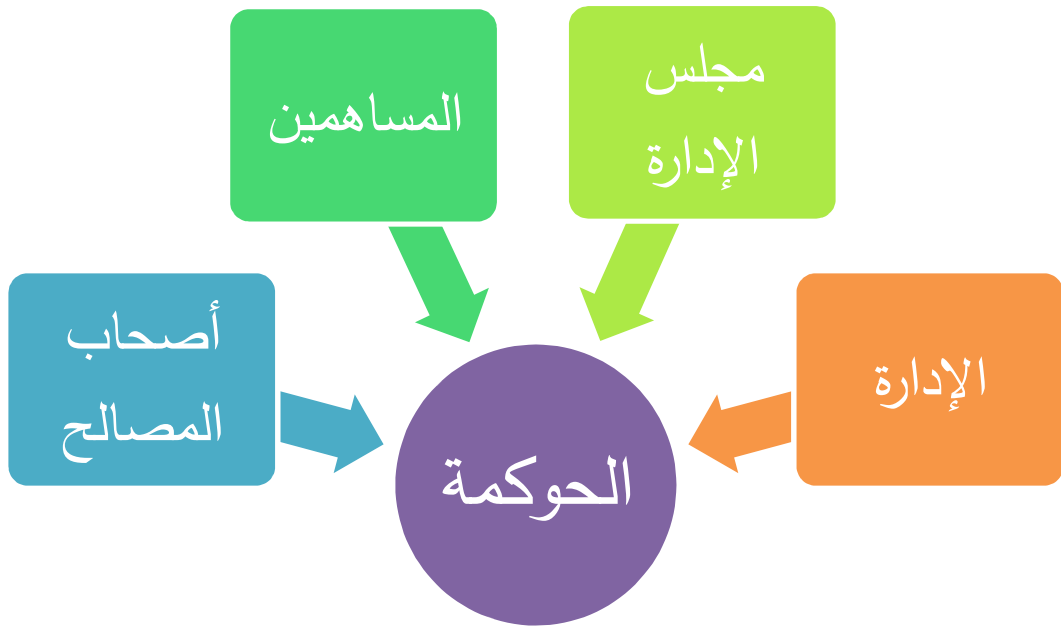 مجلس
الإدارة
المساهمين
الإدارة
أصحاب
المصالح
الحوكمة